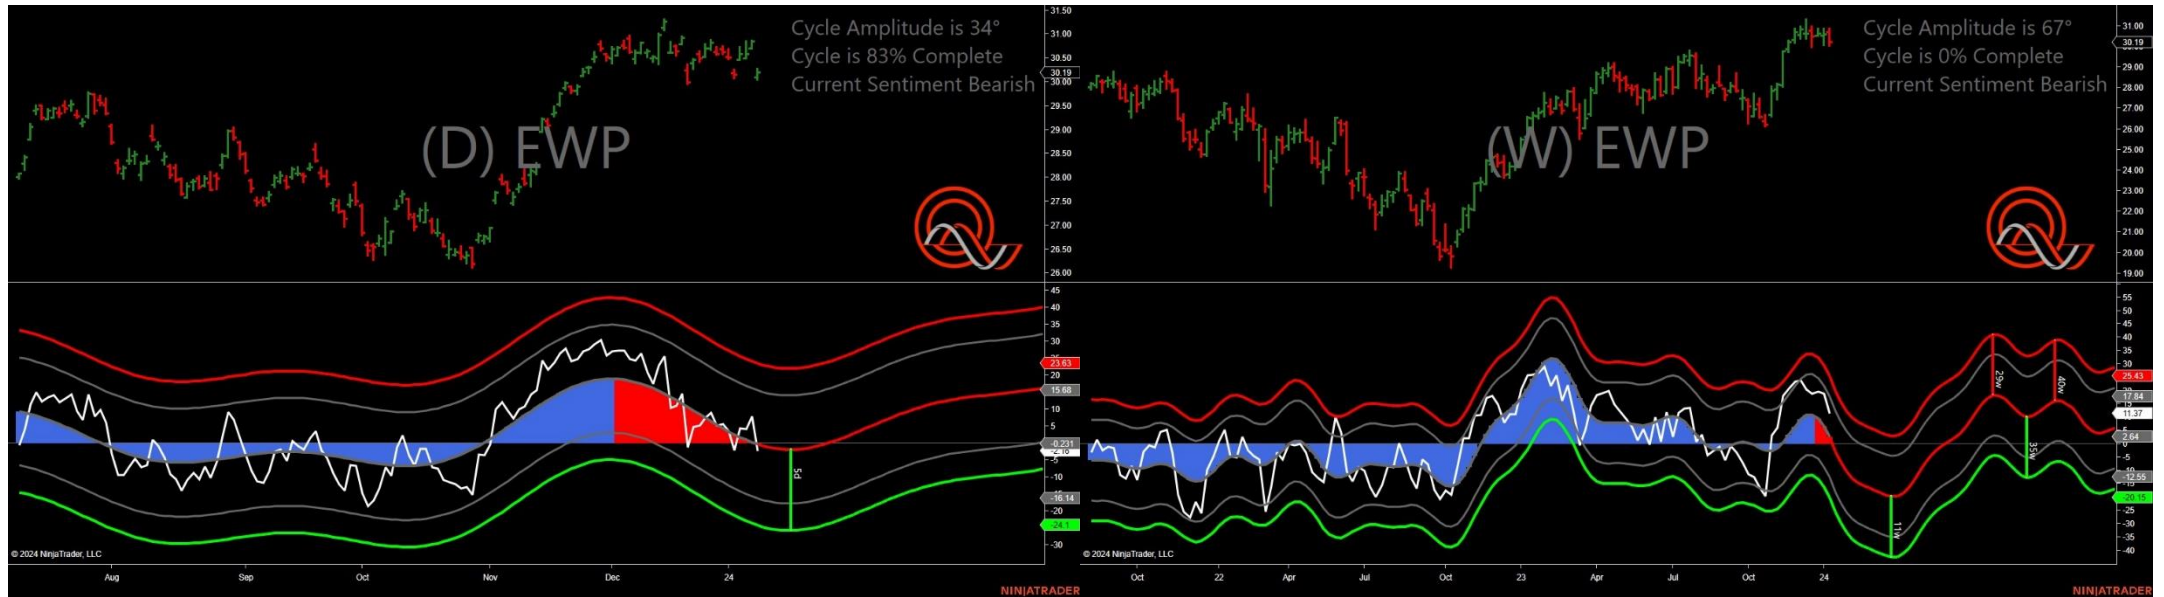 Cycle Amplitude is 34°
Cycle is 83% Complete
Current Sentiment Bearish
(D) EWP
31.50
31.00
30.50
30.19
30.00
29.50
29.00
28.50
28.00
27.50
27.00
26.50
26.00
45
40
35
30
23.63
20
15.68
10
5
-0.231
-5
-10
-16.14
-20
-24.1
-30
5d
© 2024 NinjaTrader, LLC
Aug
Sep
Oct
Nov
Dec
24
NINJATRADER
Cycle Amplitude is 67°
Cycle is 0% Complete
Current Sentiment Bearish
(W) EWP
31.00
30.19
29.00
28.00
27.00
26.00
25.00
24.00
23.00
22.00
21.00
20.00
19.00
55
50
45
40
35
30
25.43
17.84
11.37
2.64
-5
-12.55
-20.15
-25
-30
-35
-40
29w
40w
35w
11w
© 2024 NinjaTrader, LLC
Oct
22
Apr
Jul
Oct
23
Apr
Jul
Oct
24
NINJATRADER